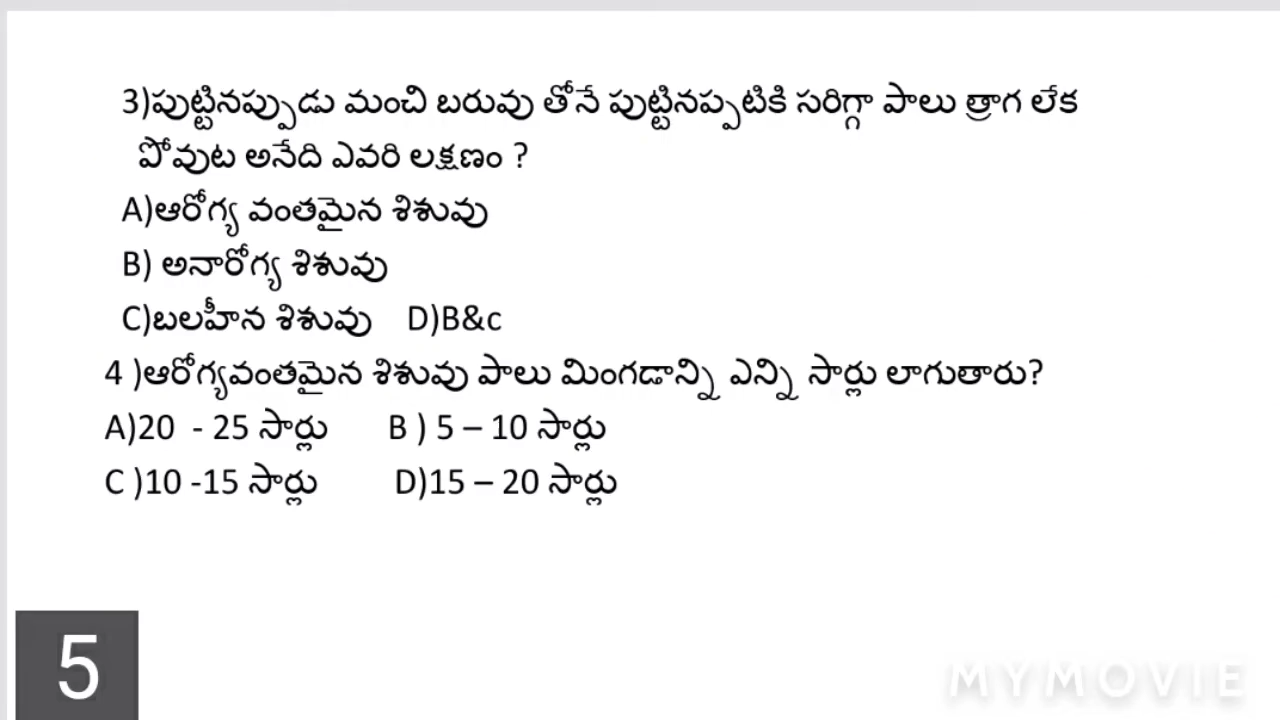 3)పుట్టినప్పుడు మంచి బరువు తోనే పుట్టినప్పటికి సరిగ్గా పాలు త్రాగ లేక
పోవుట అనేది ఎవరి లక్షణం ?
A)ఆరోగ్య వంతమైన శిశువు
B) అనారోగ్య శిశువు
C)బలహీన శిశువు D)B&c
4 )ఆరోగ్యవంతమైన శిశువు పాలు మింగడాన్ని ఎన్ని సార్లు లాగుతారు?
A)20 - 25 సార్లు B ) 5 – 10 సార్లు
C )10 -15 సార్లు D)15 – 20 సార్లు
5
MYMOVIE